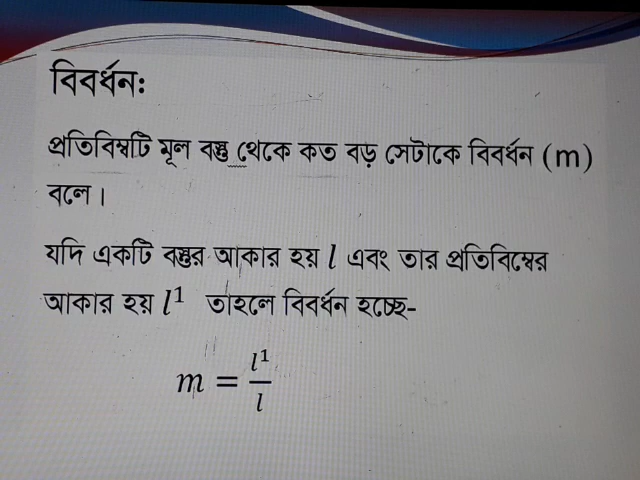 বিবর্ধন:
প্রতিবিম্বটি মূল বস্তু থেকে কত বড় সেটাকে বিবর্ধন (m)
বলে।
যদি একটি বস্তুর আকার হয় l এবং তার প্রতিবিম্বের
আকার হয় l¹ তাহলে বিবর্ধন হচ্ছে-
m = l¹/l